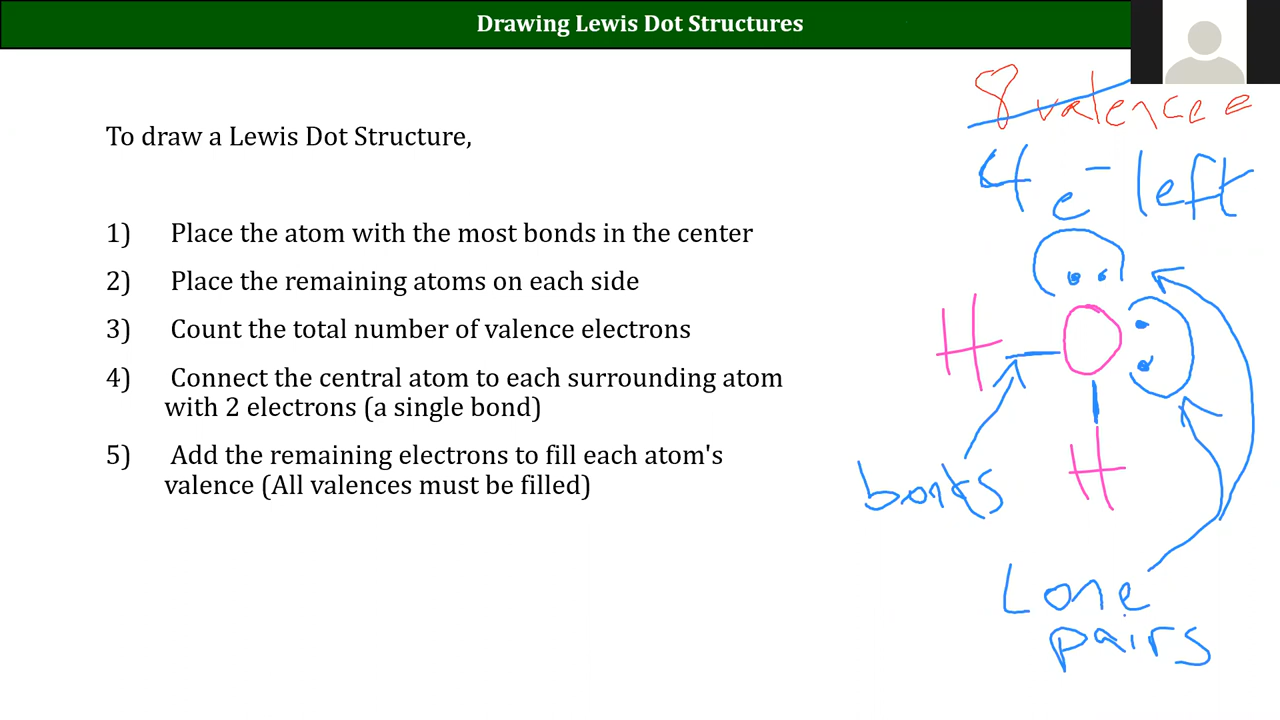 Drawing Lewis Dot Structures
To draw a Lewis Dot Structure,
1) Place the atom with the most bonds in the center
2) Place the remaining atoms on each side
3) Count the total number of valence electrons
4) Connect the central atom to each surrounding atom
with 2 electrons (a single bond)
5) Add the remaining electrons to fill each atom's
valence (All valences must be filled)
8 valence e
4 e⁻ left
H O
H
bonds
Lone
pairs